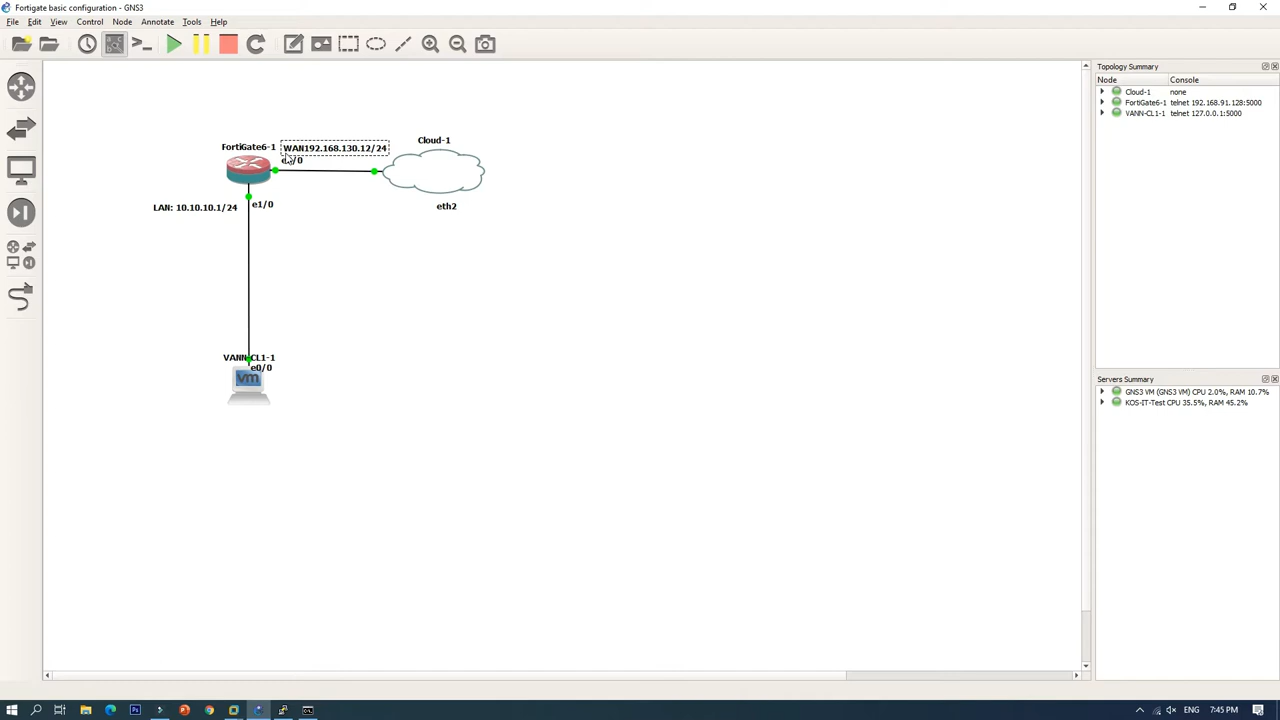 Fortigate basic configuration - GNS3
File Edit View Control Node Annotate Tools Help
Topology Summary
Node Console
Cloud-1 none
FortiGate6-1 telnet 192.168.91.128:5000
VANN-CL1-1 telnet 127.0.0.1:5000
Cloud-1
FortiGate6-1
WAN192.168.130.12/24
LAN: 10.10.10.1/24
e1/0
eth2
e0/0
vm
Servers Summary
GNS3 VM (GNS3 VM) CPU 2.0%, RAM 10.7%
KOS-IT-Test CPU 35.5%, RAM 45.2%
ENG 7:45 PM